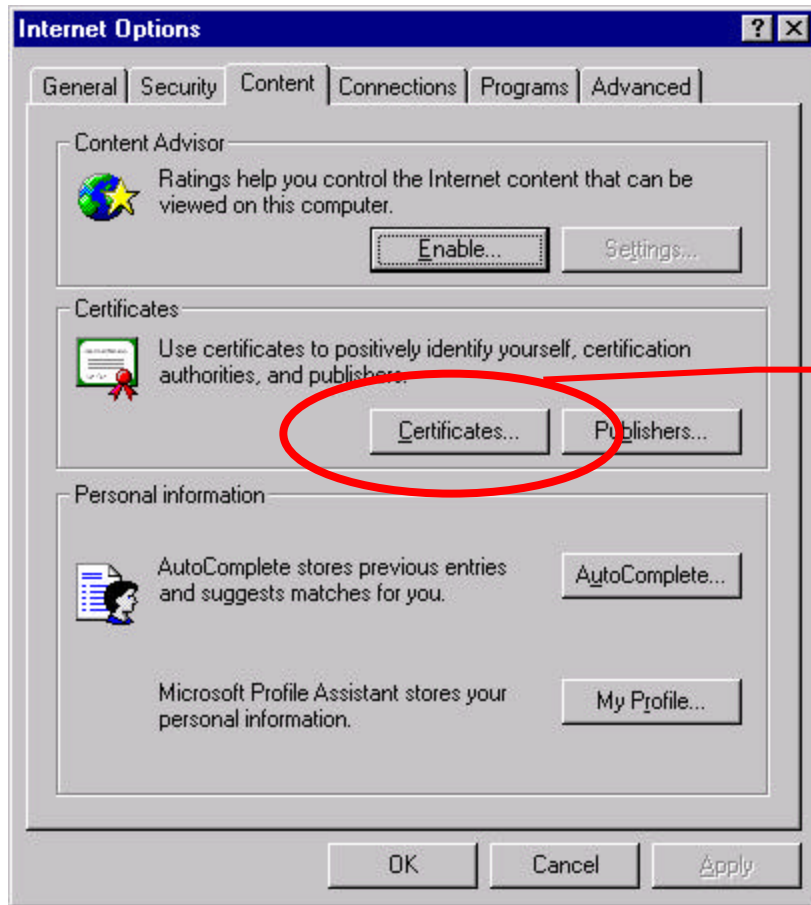 Internet Options
General Security Content Connections Programs Advanced
Content Advisor
Ratings help you control the Internet content that can be
viewed on this computer.
Enable... Settings...
Certificates
Use certificates to positively identify yourself, certification
authorities, and publishers.
Certificates... Publishers...
Personal information
AutoComplete stores previous entries
and suggests matches for you.
AutoComplete...
Microsoft Profile Assistant stores your
personal information.
My Profile...
OK Cancel Apply